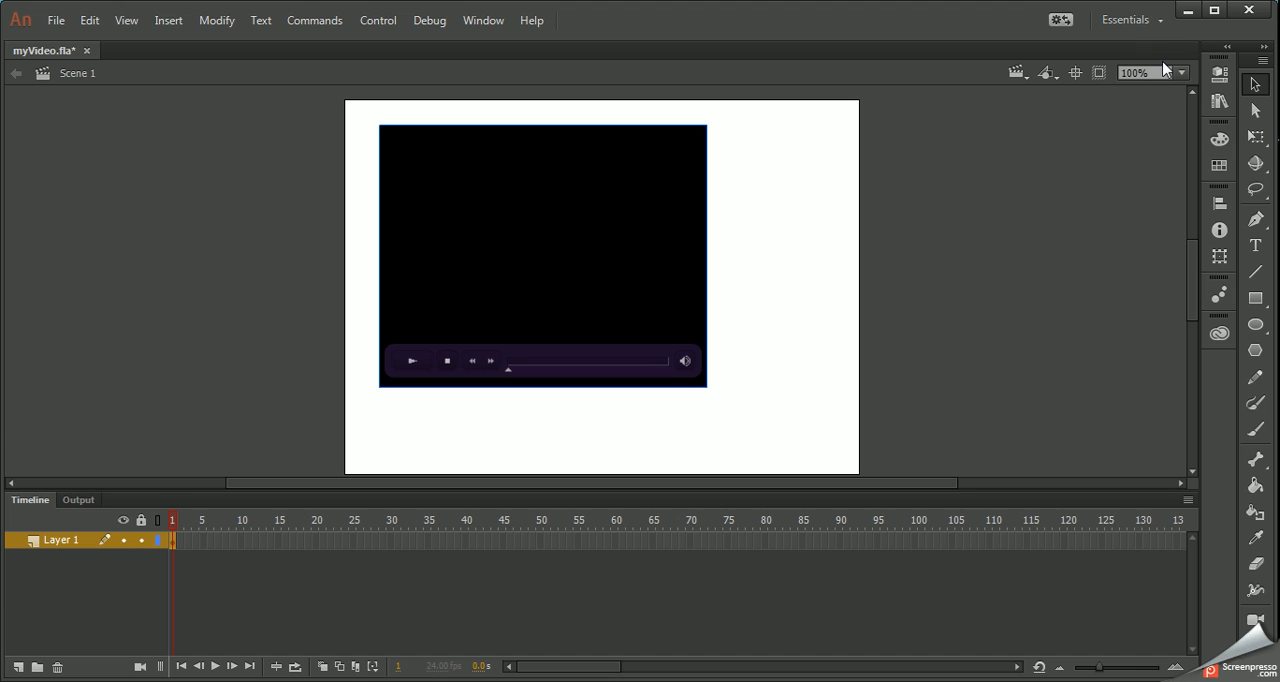 An File Edit View Insert Modify Text Commands Control Debug Window Help Essentials
myVideo.fla* ×
Scene 1 100%
Timeline Output
1 5 10 15 20 25 30 35 40 45 50 55 60 65 70 75 80 85 90 95 100 105 110 115 120 125 130 13
Layer 1
1 24.00 fps 0.0 s
Screenpresso
.com